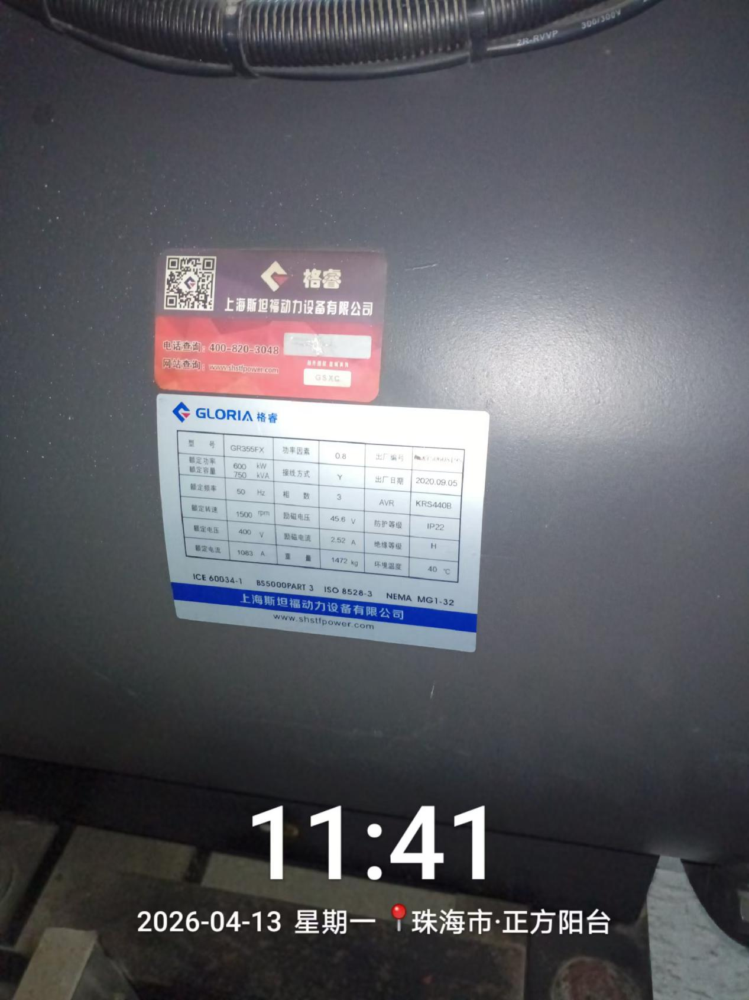 ZR-RVVP 300/300V
格睿
上海斯坦福动力设备有限公司
电话查询：400-820-3048
网站查询：www.shstfpower.com
GSXC
GLORIA 格睿
型 号 GR355FX 功率因素 0.8 出厂编号
额定功率 600 kW
额定容量 750 kVA 接线方式 Y 出厂日期 2020.09.05
额定频率 50 Hz 相 数 3 AVR KRS440B
额定转速 1500 rpm 励磁电压 45.6 V 防护等级 IP22
额定电压 400 V 励磁电流 2.52 A 绝缘等级 H
额定电流 1083 A 重 量 1472 kg 环境温度 40 ℃
ICE 60034-1 BS5000PART 3 ISO 8528-3 NEMA MG1-32
上海斯坦福动力设备有限公司
www.shstfpower.com
11:41
2026-04-13 星期一 珠海市·正方阳台